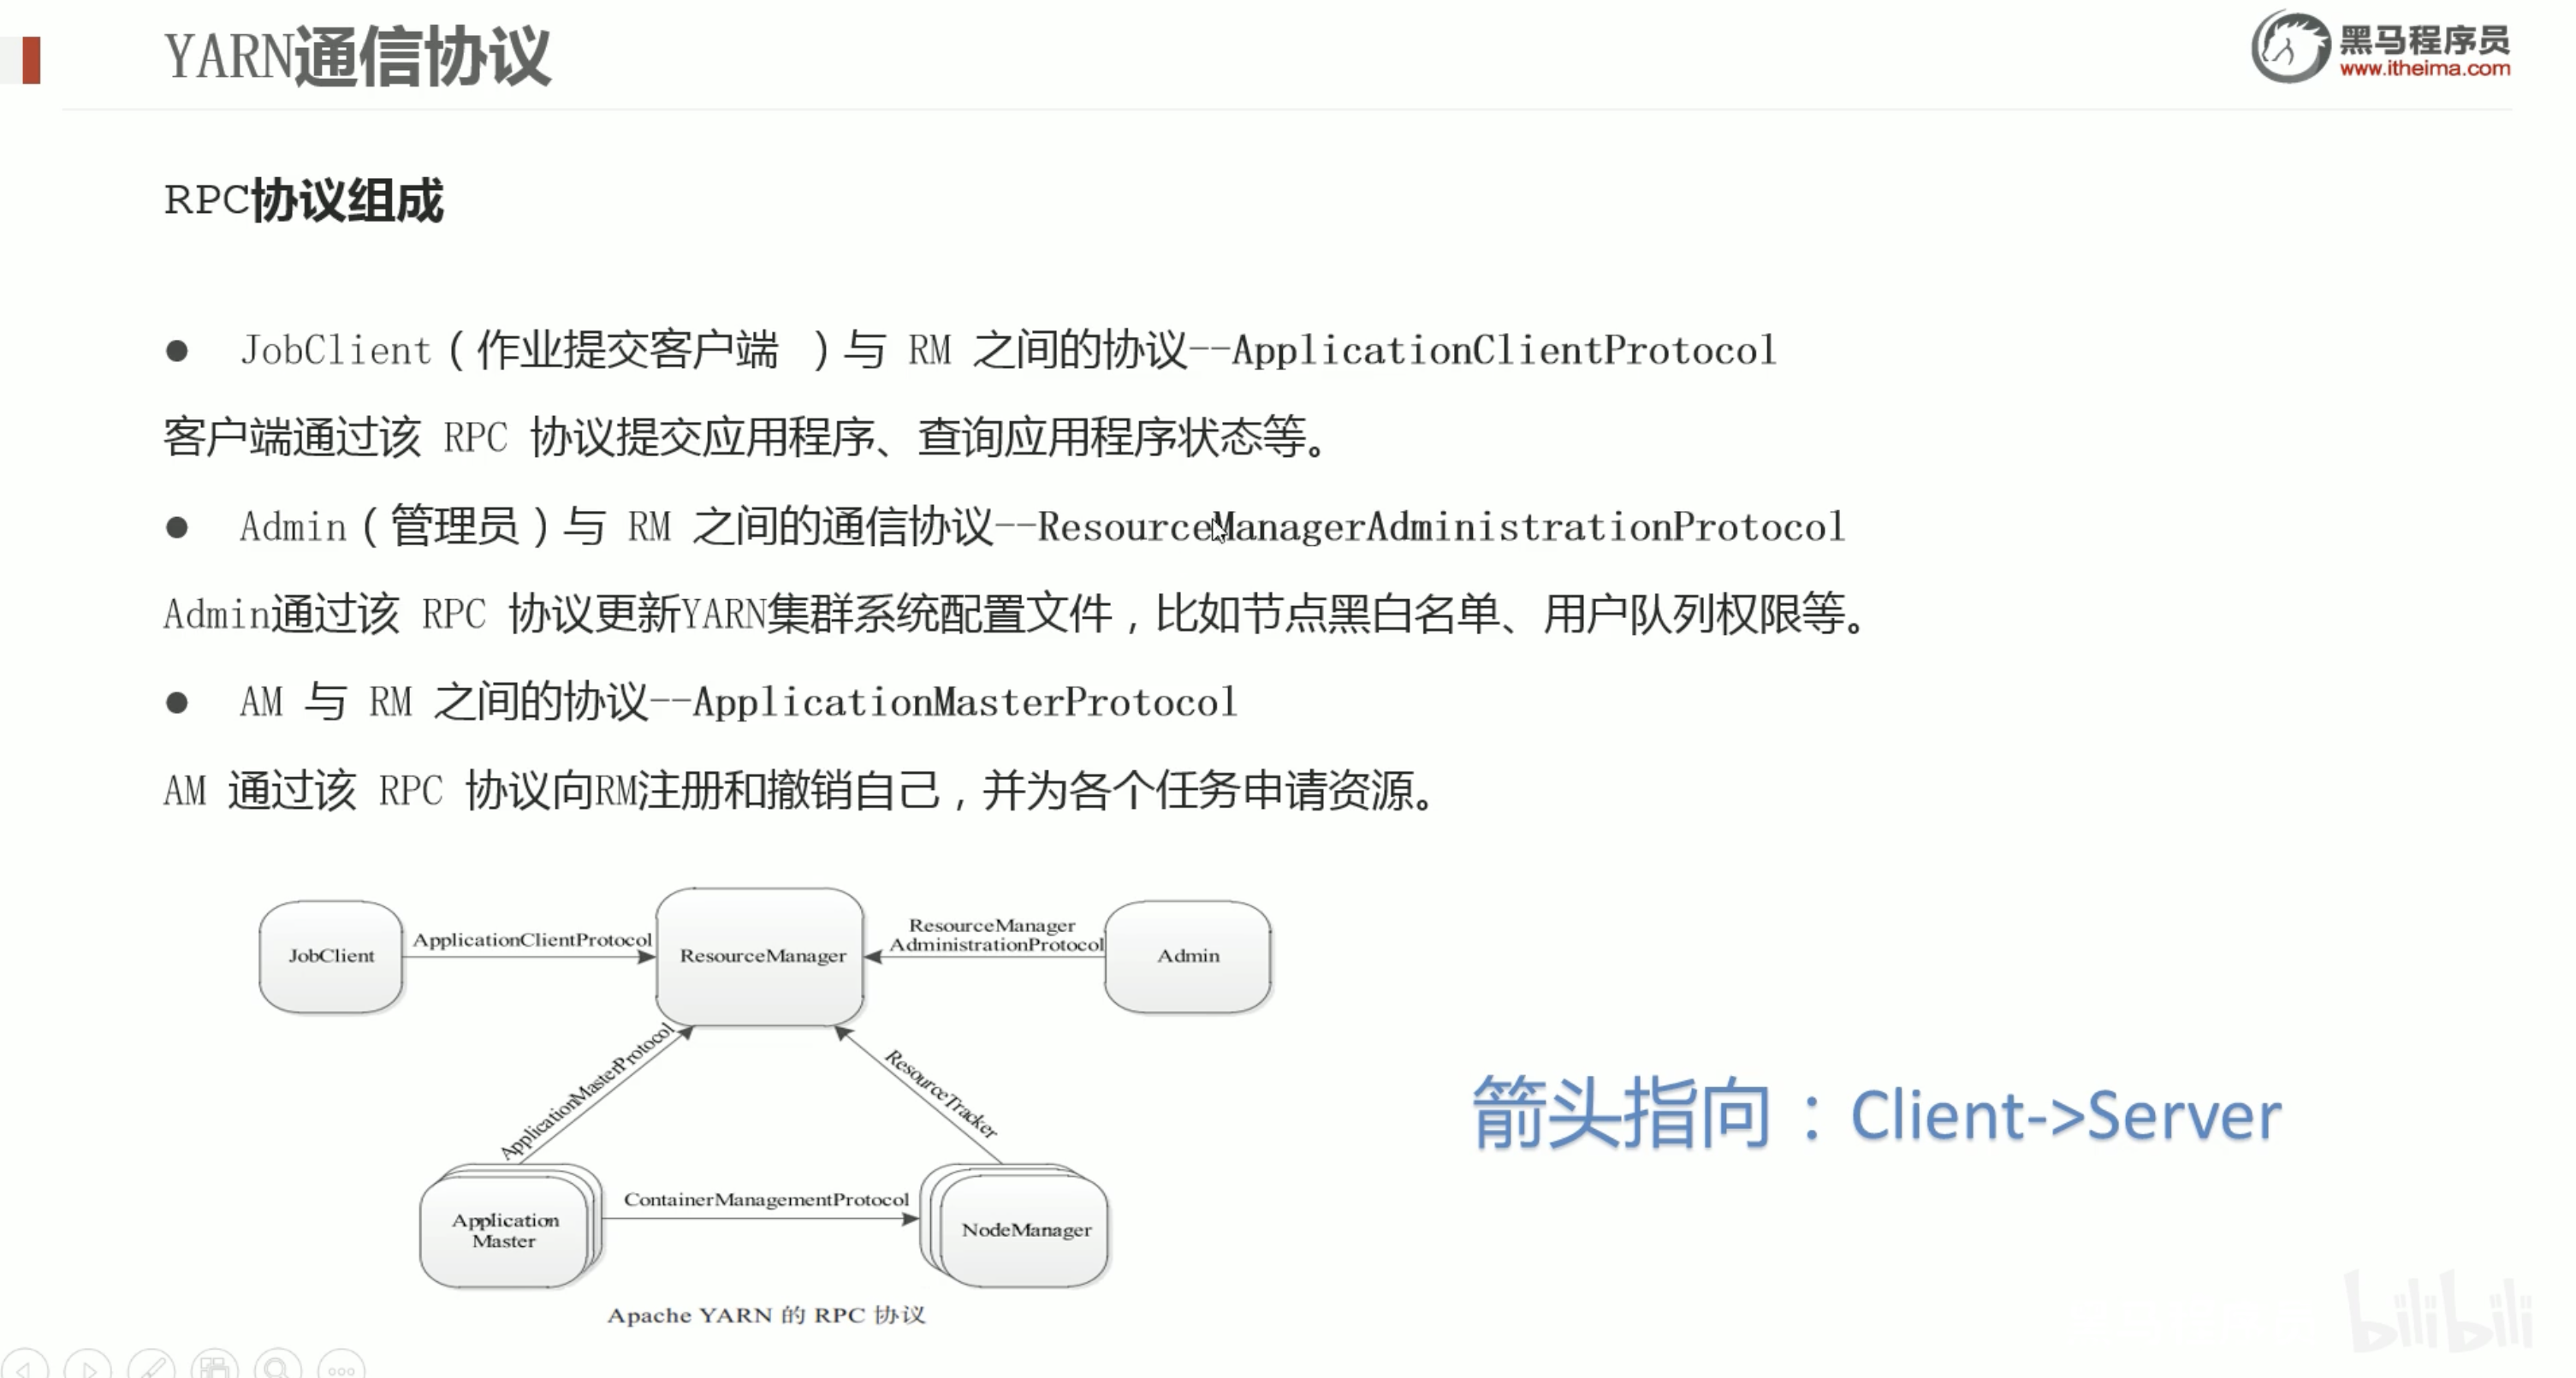 YARN通信协议
黑马程序员
www.itheima.com
RPC协议组成
● JobClient（作业提交客户端 ）与 RM 之间的协议--ApplicationClientProtocol
客户端通过该 RPC 协议提交应用程序、查询应用程序状态等。
● Admin（管理员）与 RM 之间的通信协议--ResourceManagerAdministrationProtocol
Admin通过该 RPC 协议更新YARN集群系统配置文件，比如节点黑白名单、用户队列权限等。
● AM 与 RM 之间的协议--ApplicationMasterProtocol
AM 通过该 RPC 协议向RM注册和撤销自己，并为各个任务申请资源。
JobClient
ApplicationClientProtocol
ResourceManager
ResourceManager
AdministrationProtocol
Admin
ApplicationMasterProtocol
ResourceTracker
Application
Master
ContainerManagementProtocol
NodeManager
Apache YARN 的 RPC 协议
箭头指向：Client->Server
bilibili